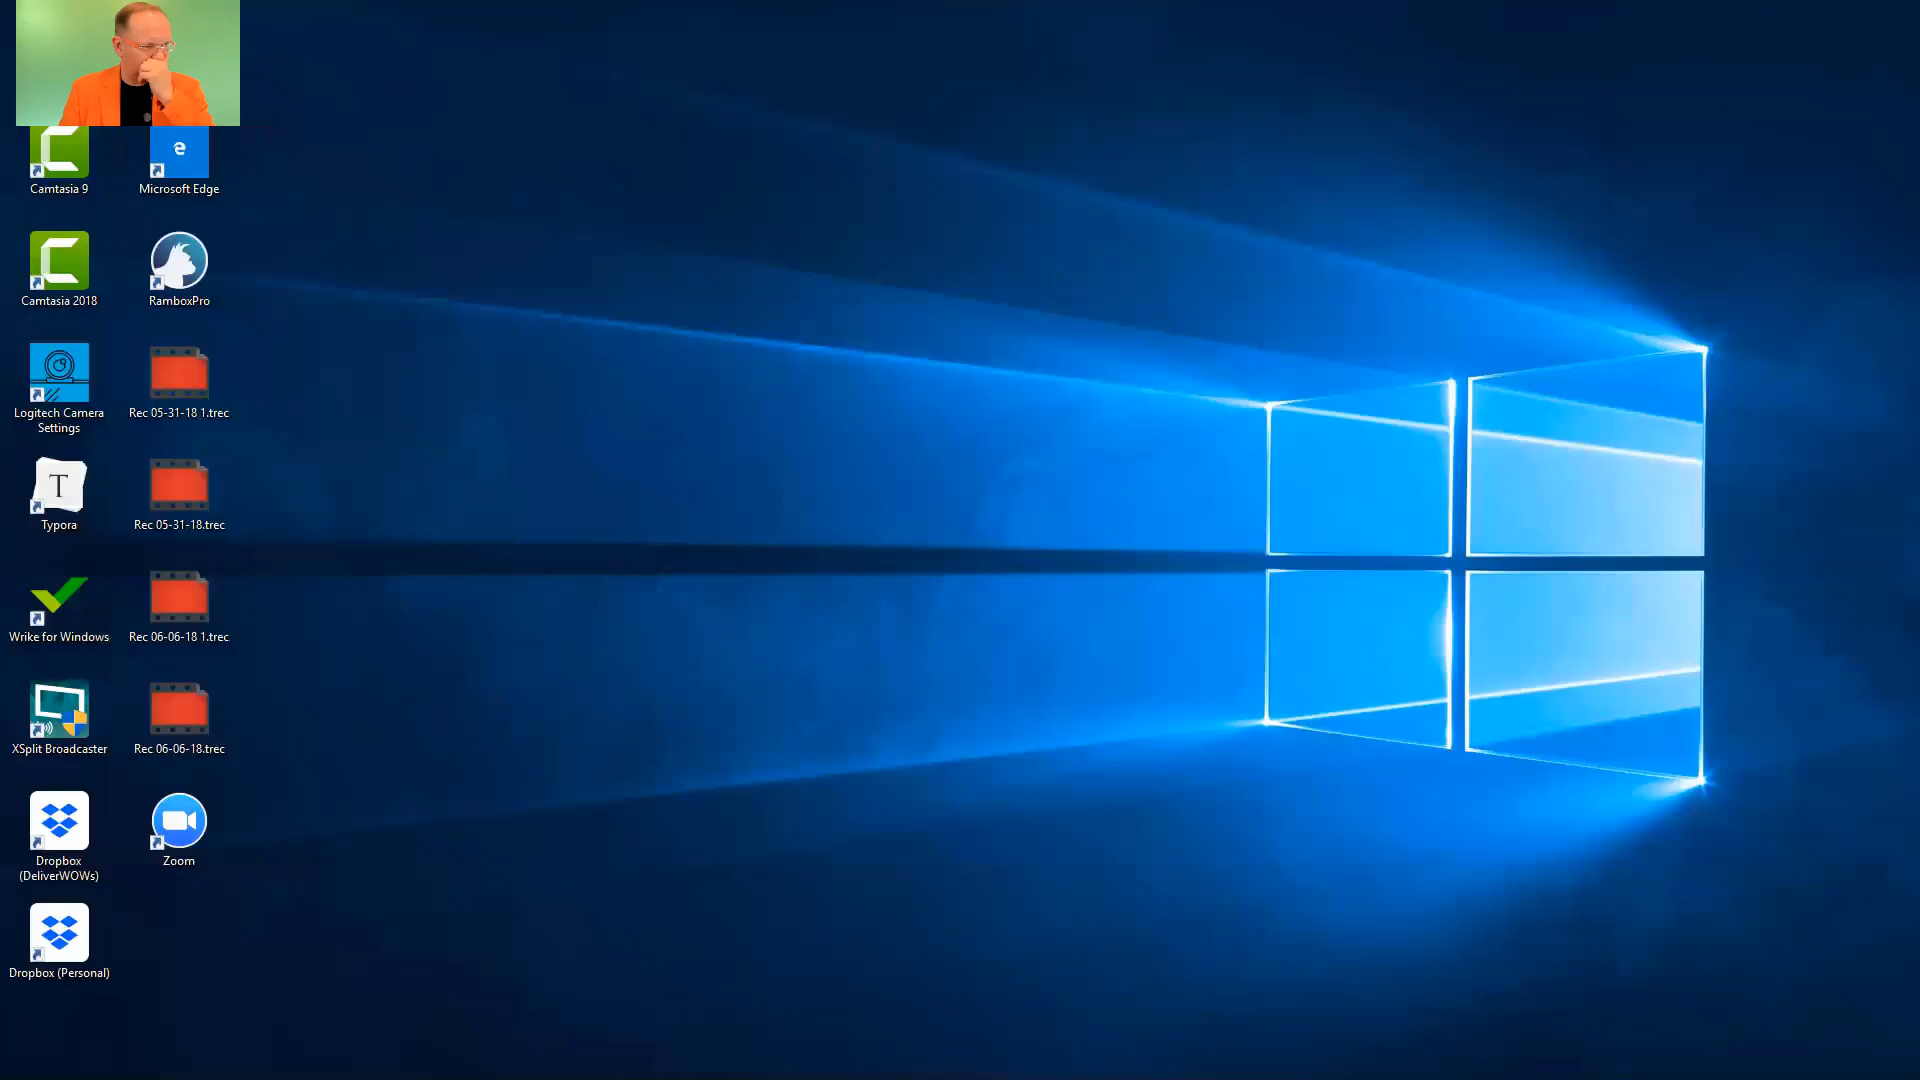 Camtasia 9
Microsoft Edge
Camtasia 2018
RamboxPro
Logitech Camera
Settings
Rec 05-31-18 1.trec
T
Typora
Rec 05-31-18.trec
Wrike for Windows
Rec 06-06-18 1.trec
XSplit Broadcaster
Rec 06-06-18.trec
Dropbox
(DeliverWOWs)
Zoom
Dropbox (Personal)